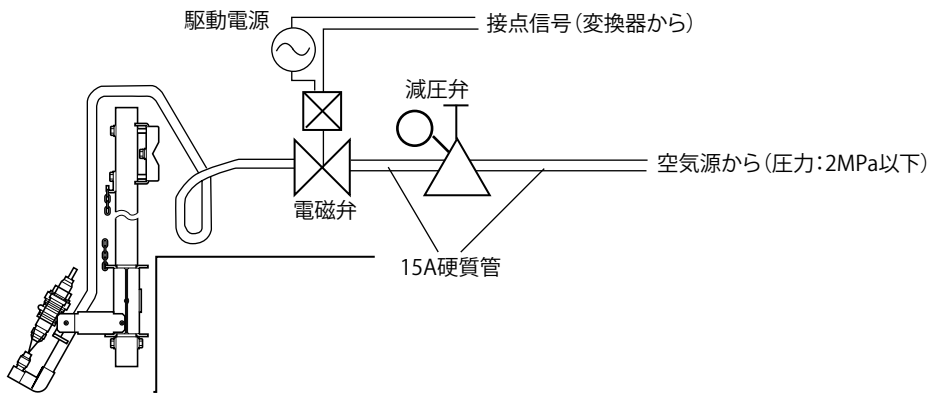 駆動電源
接点信号（変換器から）
減圧弁
空気源から（圧力：2MPa以下）
電磁弁
15A硬質管